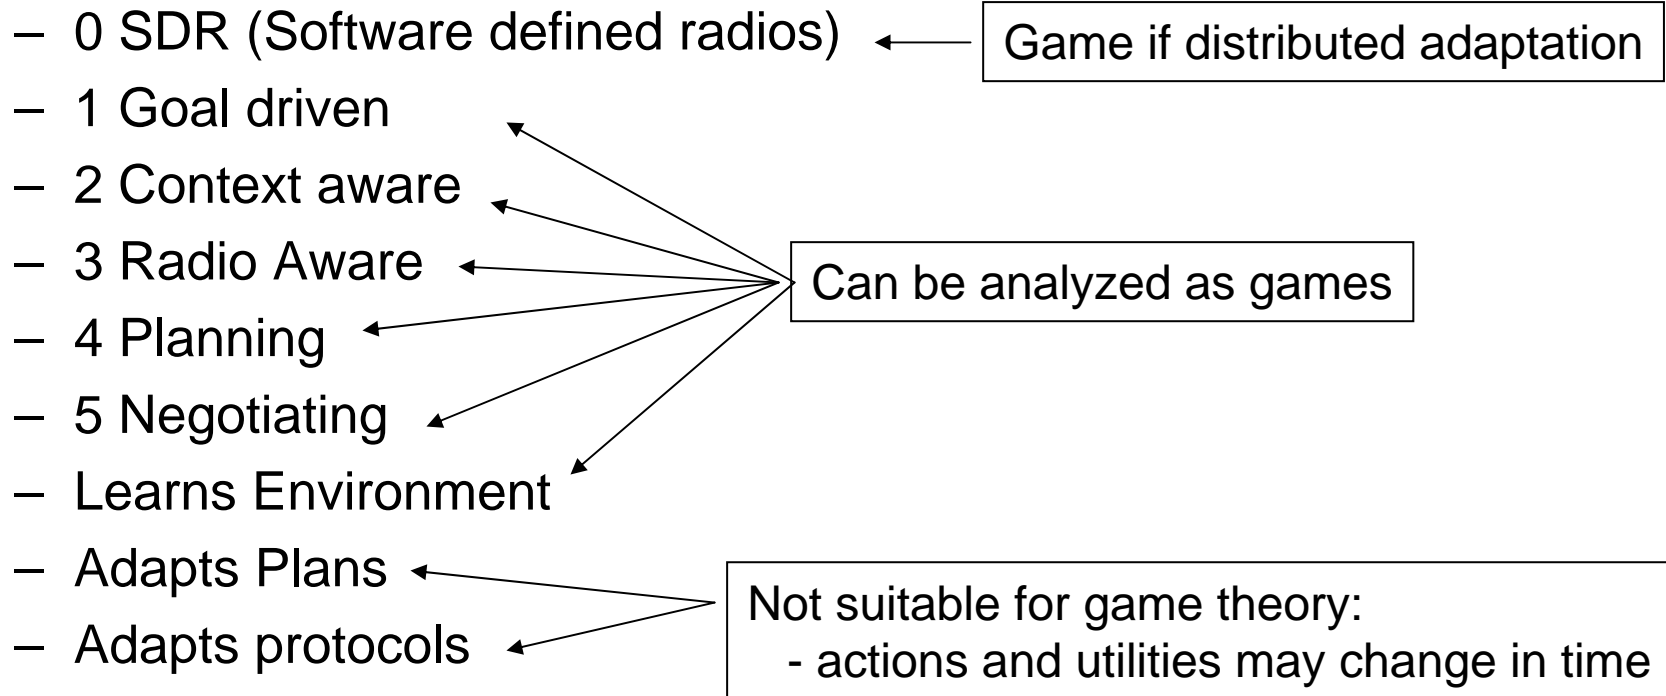 – 0 SDR (Software defined radios)
Game if distributed adaptation
– 1 Goal driven
– 2 Context aware
– 3 Radio Aware
Can be analyzed as games
– 4 Planning
– 5 Negotiating
– Learns Environment
– Adapts Plans
– Adapts protocols
Not suitable for game theory:
- actions and utilities may change in time